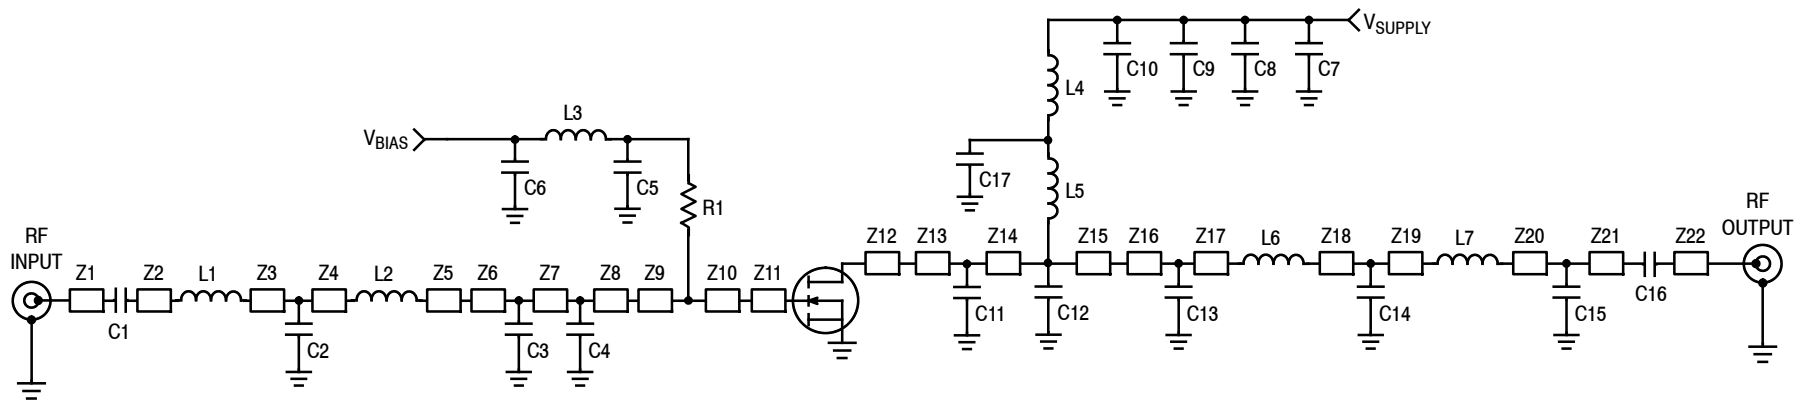 VSUPPLY
C10 C9 C8 C7
L4
L3
VBIAS
C6 C5
C17
L5
R1
RF
INPUT
RF
OUTPUT
Z12 Z13 Z14 Z15 Z16 Z17 L6 Z18 Z19 L7 Z20 Z21 Z22
Z1 Z2 L1 Z3 Z4 L2 Z5 Z6 Z7 Z8 Z9 Z10 Z11
C16
C11 C12 C13 C14 C15
C1
C2 C3 C4